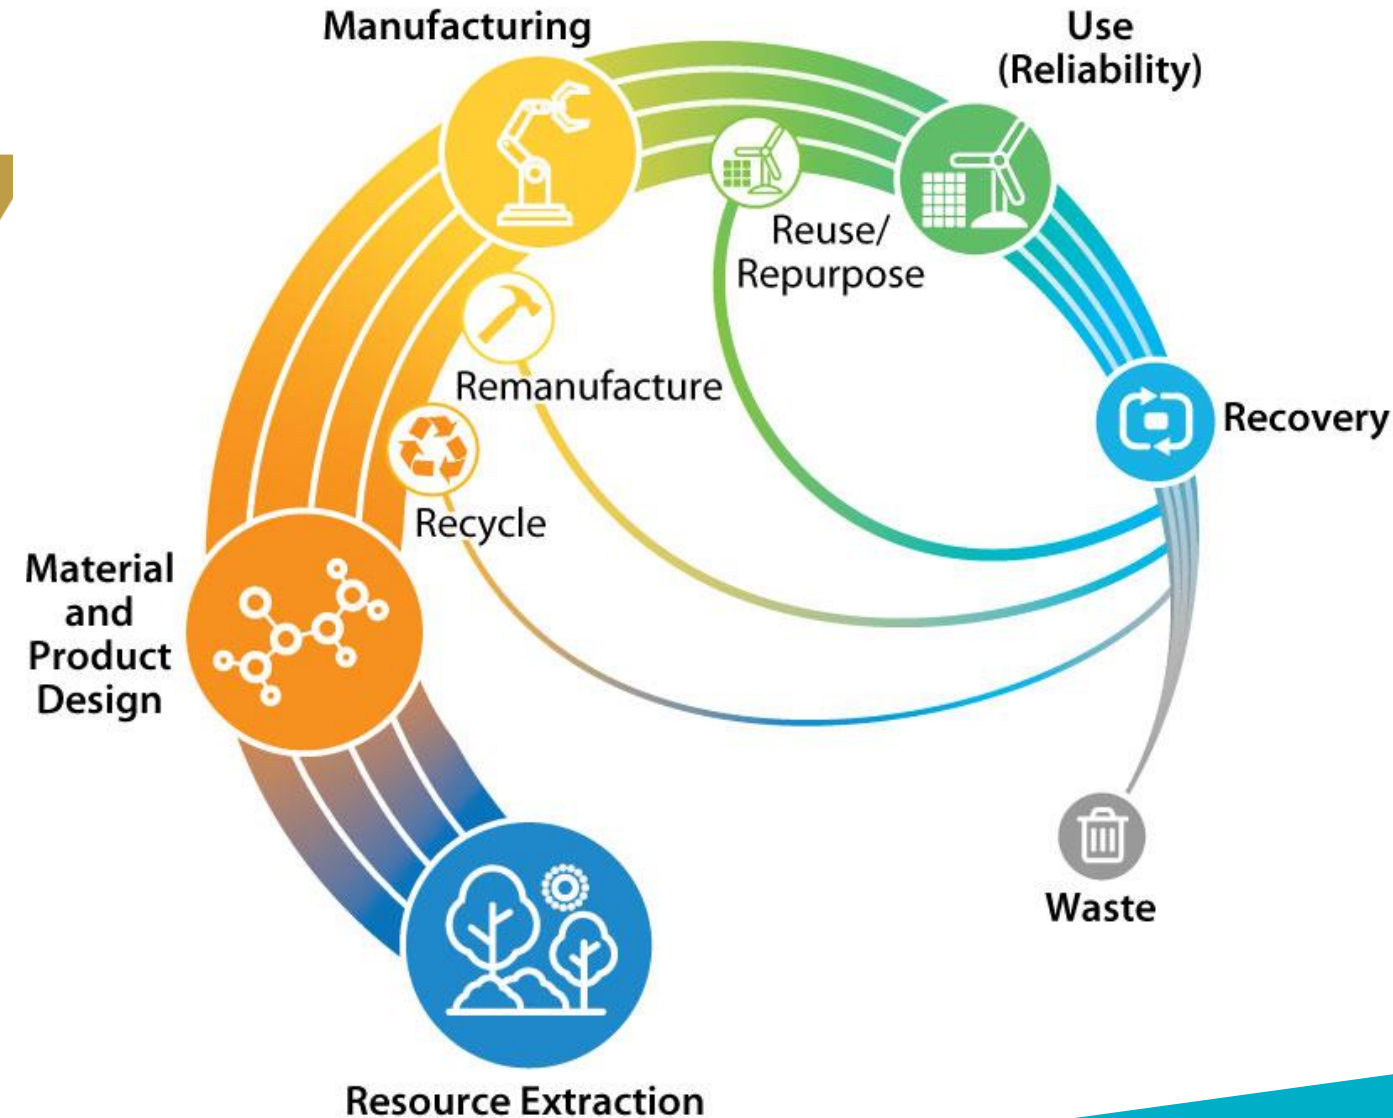 Manufacturing
Use
(Reliability)
Reuse/
Repurpose
Remanufacture
Recovery
Recycle
Material
and
Product
Design
Waste
Resource Extraction